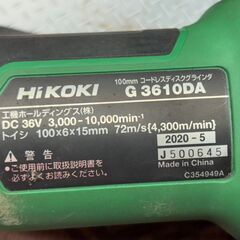 HiKOKI
100mm コードレスディスクグラインダ
G 3610DA
工機ホールディングス(株)
DC 36V 3,000-10,000min-1
トイシ 100×6×15mm 72m/s{4,300m/min}
警告
・ご使用前に取扱説明書をよくお読みください。
2020-5
J500645
Made in China
C354949A